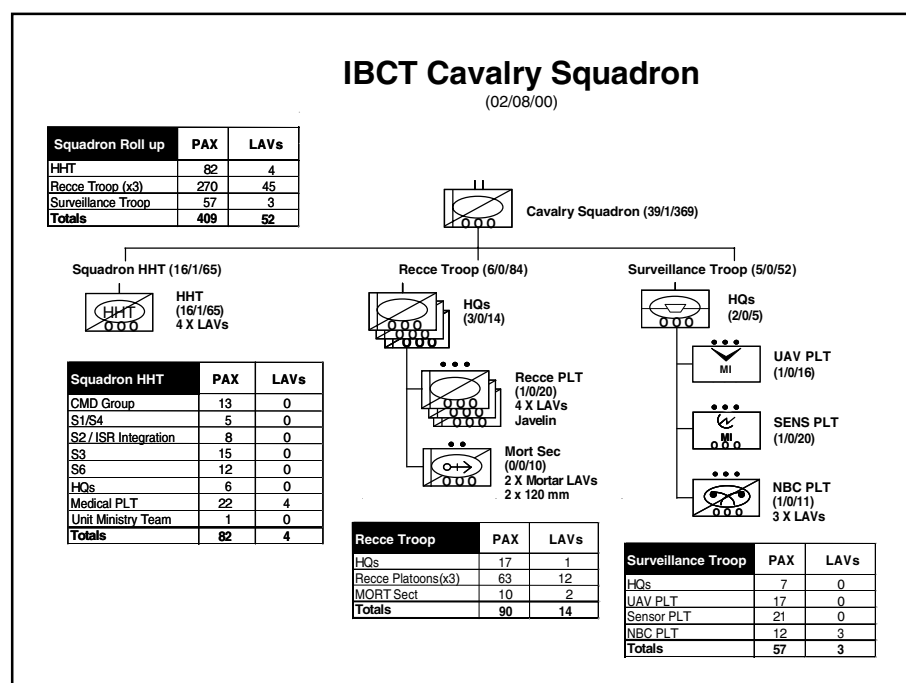 IBCT Cavalry Squadron
(02/08/00)
Squadron Roll up PAX LAVs
HHT 82 4
Recce Troop (x3) 270 45
Surveillance Troop 57 3
Totals 409 52
Cavalry Squadron (39/1/369)
Squadron HHT (16/1/65)
HHT
HHT
(16/1/65)
4 X LAVs
Recce Troop (6/0/84)
HQs
(3/0/14)
Recce PLT
(1/0/20)
4 X LAVs
Javelin
Mort Sec
(0/0/10)
2 X Mortar LAVs
2 x 120 mm
Surveillance Troop (5/0/52)
HQs
(2/0/5)
MI
UAV PLT
(1/0/16)
MI
SENS PLT
(1/0/20)
NBC PLT
(1/0/11)
3 X LAVs
Squadron HHT PAX LAVs
CMD Group 13 0
S1/S4 5 0
S2 / ISR Integration 8 0
S3 15 0
S6 12 0
HQs 6 0
Medical PLT 22 4
Unit Ministry Team 1 0
Totals 82 4
Recce Troop PAX LAVs
HQs 17 1
Recce Platoons(x3) 63 12
MORT Sect 10 2
Totals 90 14
Surveillance Troop PAX LAVs
HQs 7 0
UAV PLT 17 0
Sensor PLT 21 0
NBC PLT 12 3
Totals 57 3